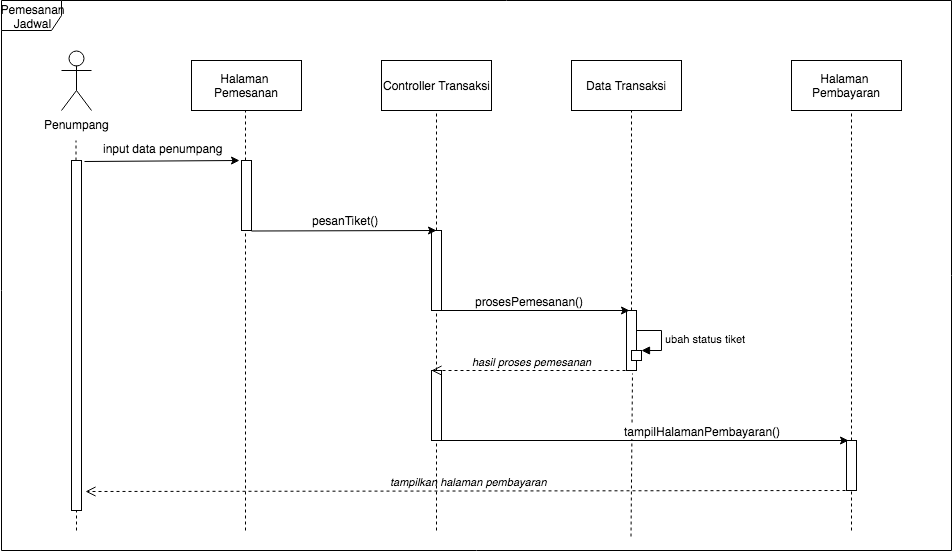 Pemesanan
Jadwal
Halaman
Pemesanan
Controller Transaksi
Data Transaksi
Halaman
Pembayaran
Penumpang
input data penumpang
pesanTiket()
prosesPemesanan()
ubah status tiket
hasil proses pemesanan
tampilHalamanPembayaran()
tampilkan halaman pembayaran